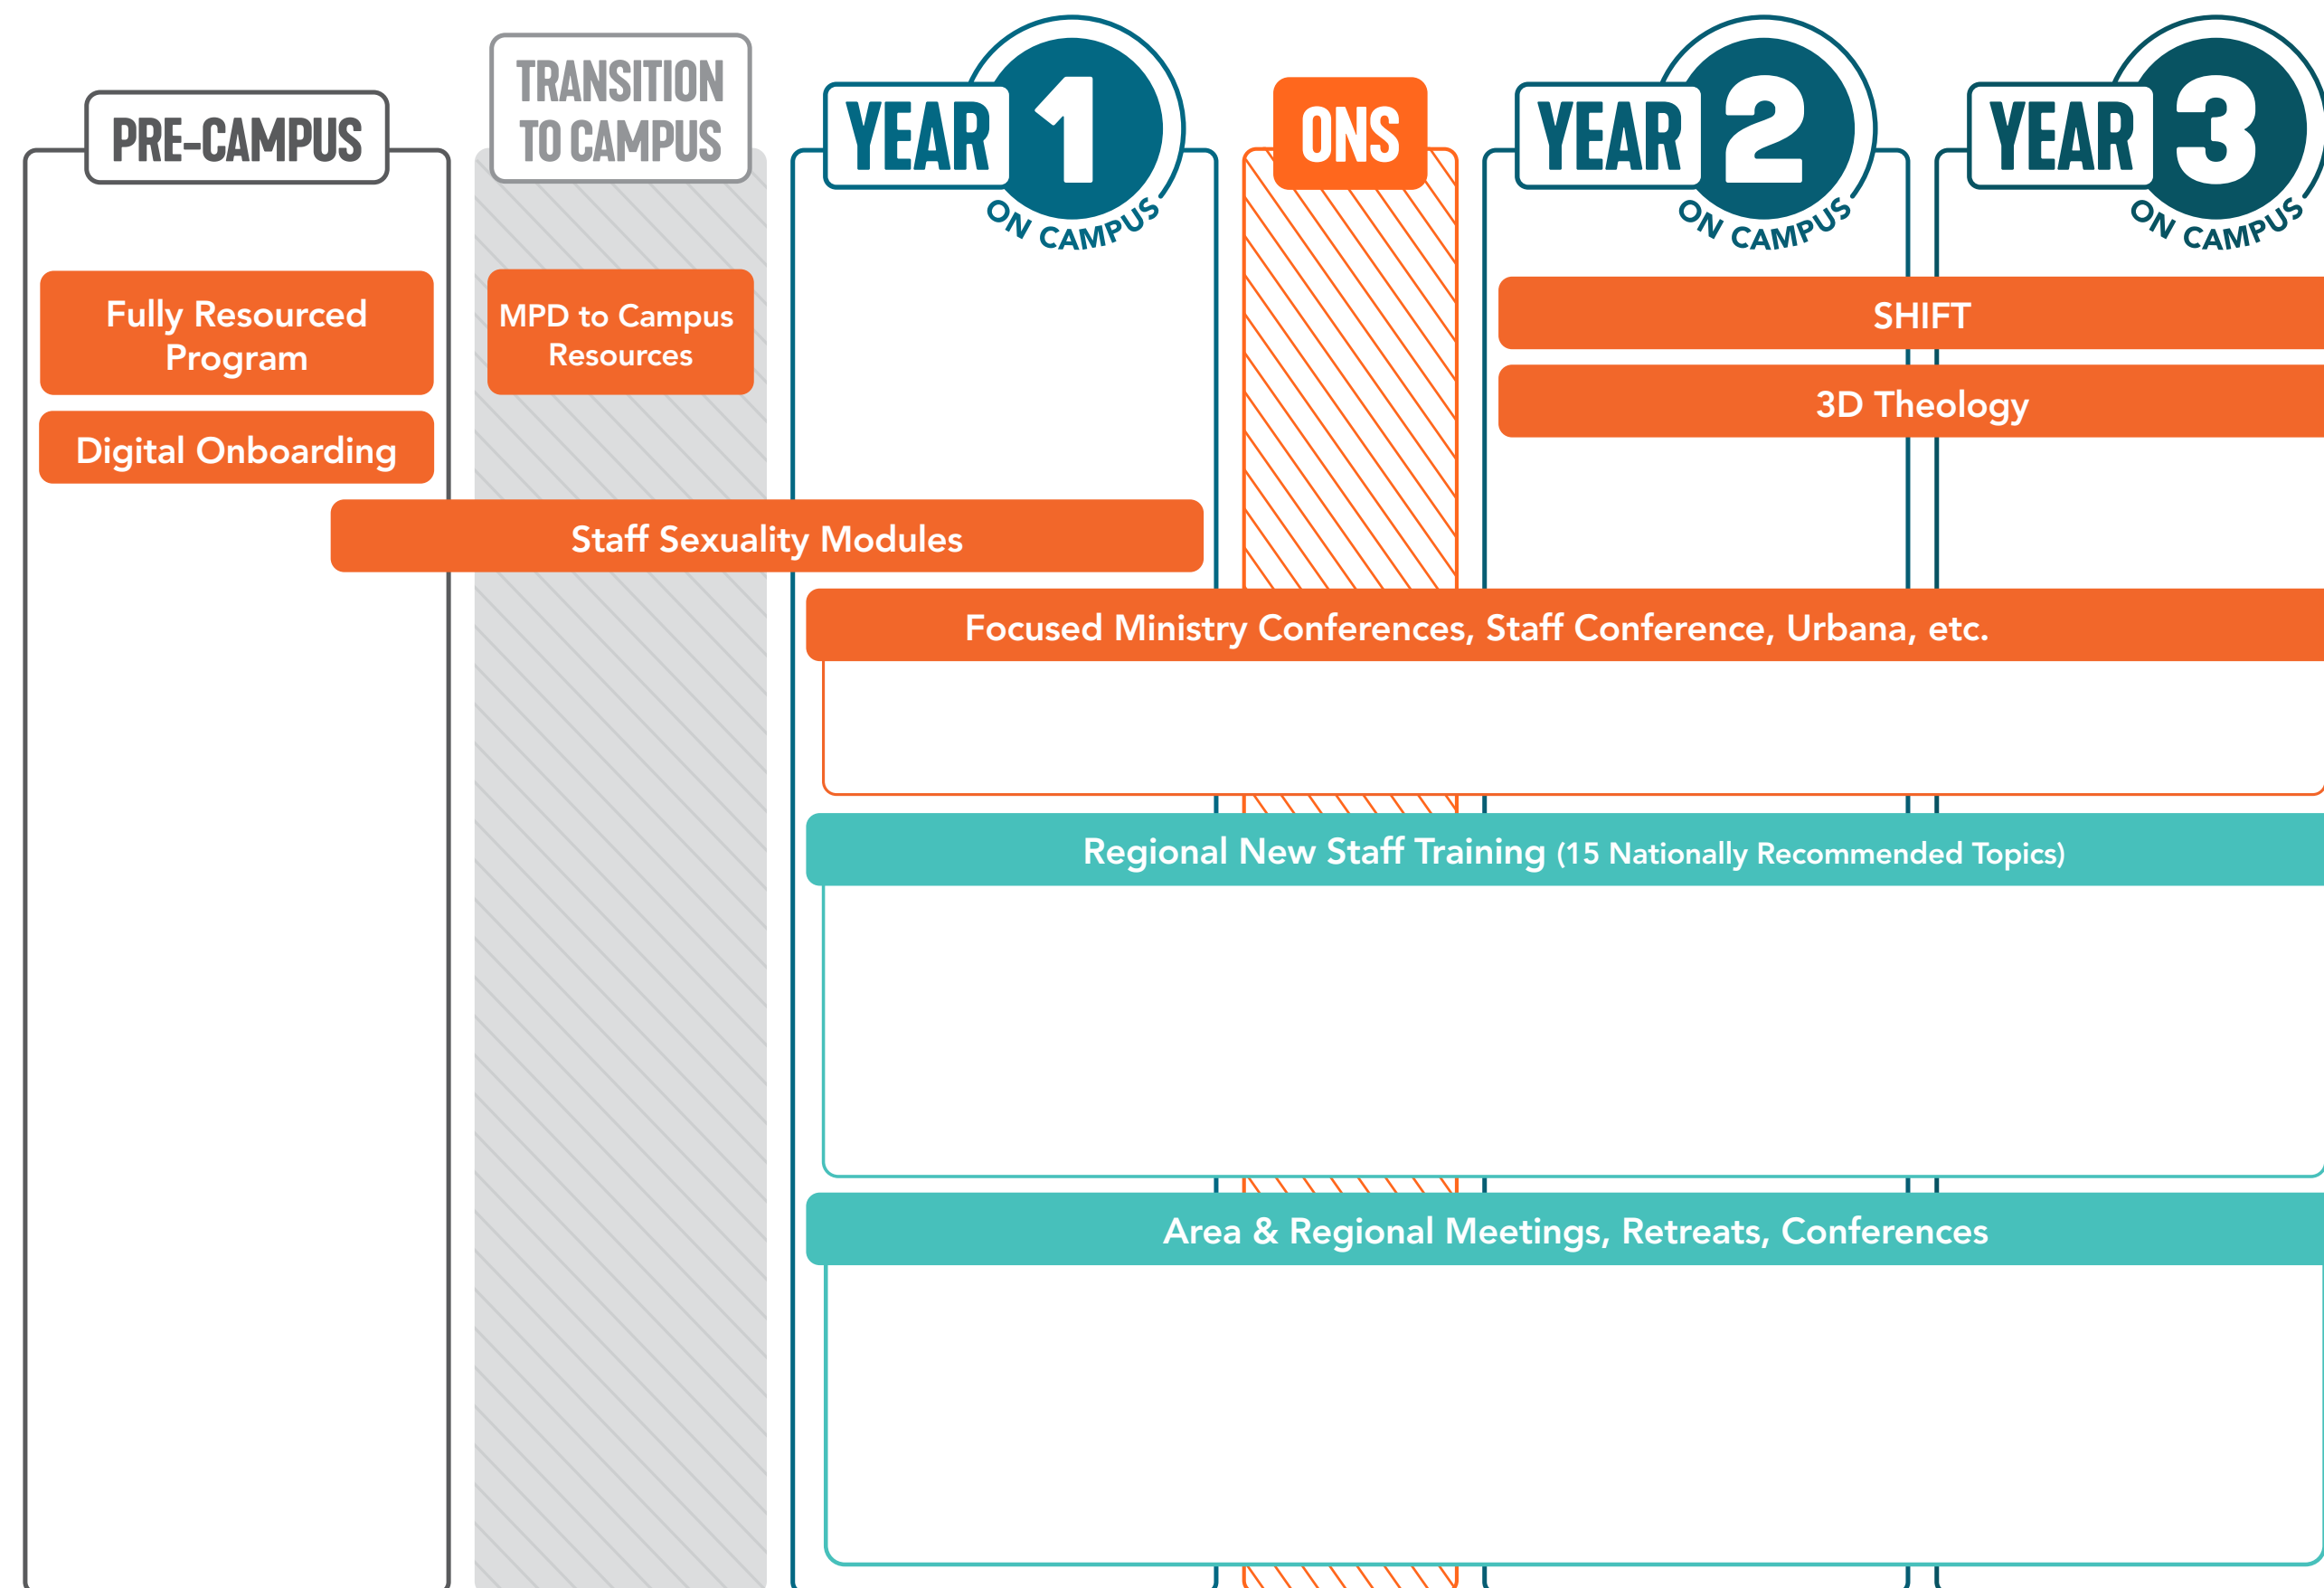 PRE-CAMPUS
TRANSITION
TO CAMPUS
YEAR 1
ON CAMPUS
ONS
YEAR 2
ON CAMPUS
YEAR 3
ON CAMPUS
Fully Resourced
Program
MPD to Campus
Resources
SHIFT
3D Theology
Digital Onboarding
Staff Sexuality Modules
Focused Ministry Conferences, Staff Conference, Urbana, etc.
Regional New Staff Training (15 Nationally Recommended Topics)
Area & Regional Meetings, Retreats, Conferences